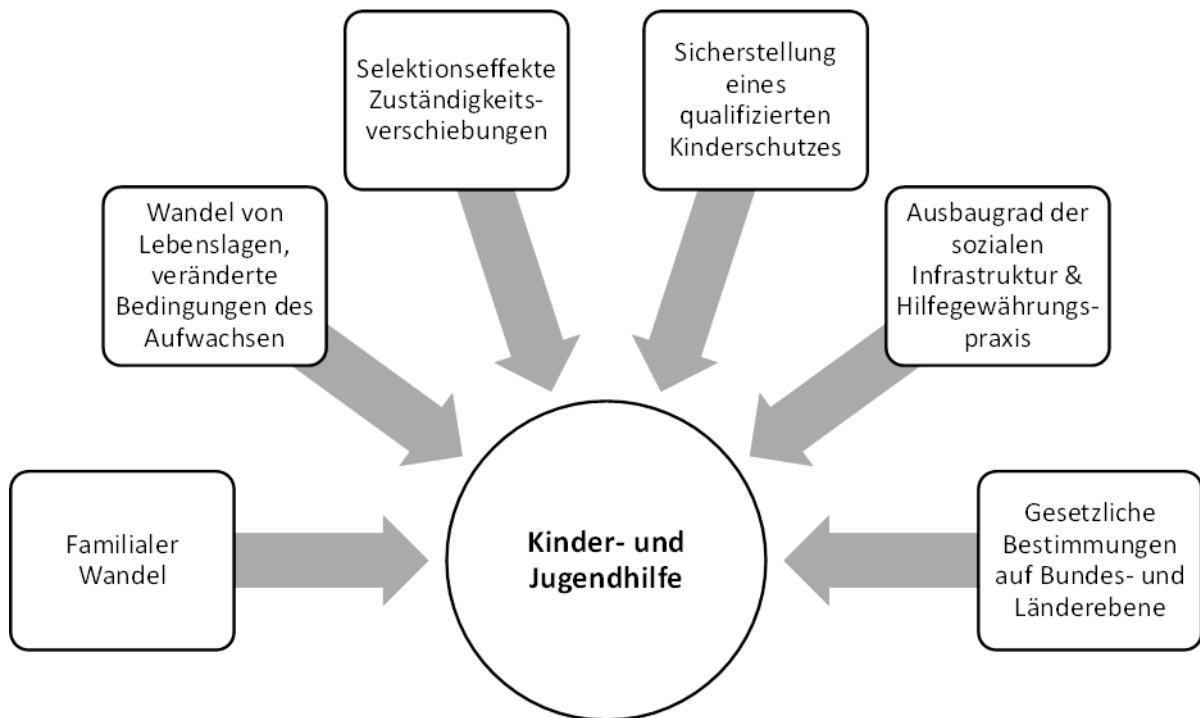 Selektionseffekte
Zuständigkeits-
verschiebungen
Sicherstellung
eines
qualifizierten
Kinderschutzes
Wandel von
Lebenslagen,
veränderte
Bedingungen des
Aufwachsen
Ausbaugrad der
sozialen
Infrastruktur &
Hilfegewährungs-
praxis
Familialer
Wandel
Kinder- und
Jugendhilfe
Gesetzliche
Bestimmungen
auf Bundes- und
Länderebene